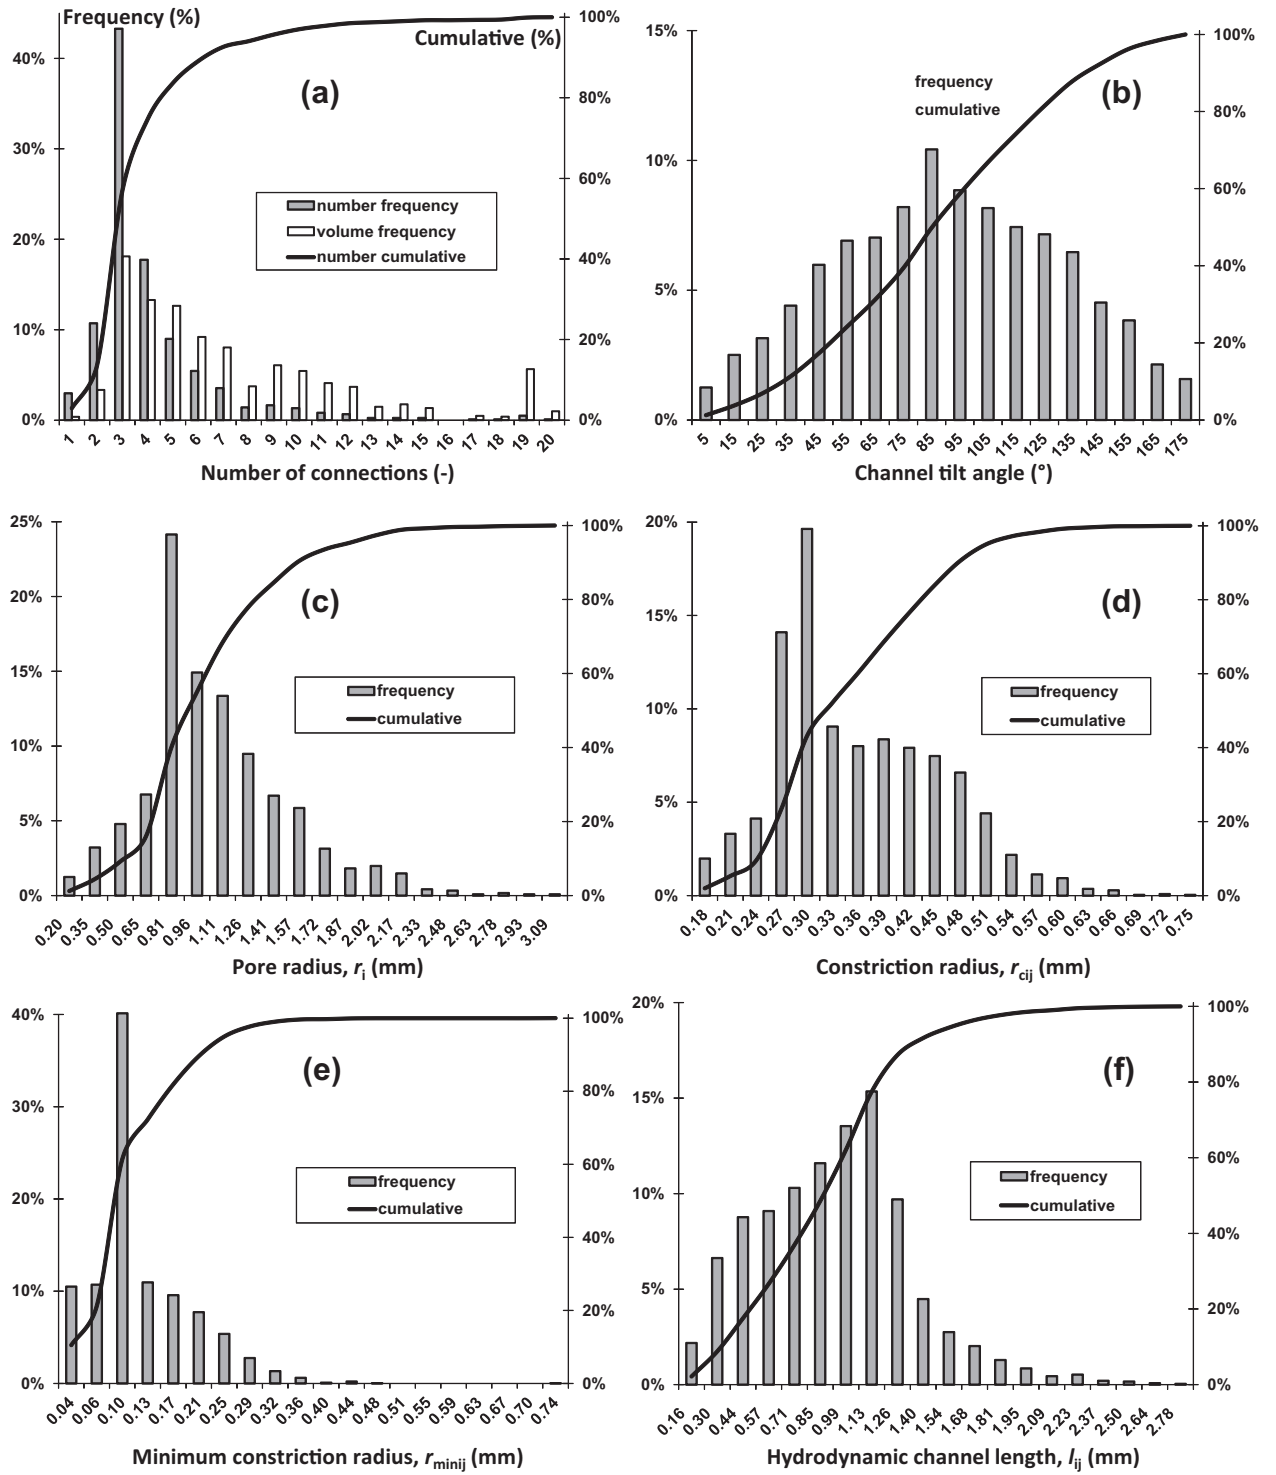 Frequency (%)
Cumulative (%)
(a)
40%
30%
20%
10%
0%
100%
80%
60%
40%
20%
0%
number frequency
volume frequency
number cumulative
1 2 3 4 5 6 7 8 9 10 11 12 13 14 15 16 17 18 19 20
Number of connections (-)
(b)
15%
10%
5%
0%
100%
80%
60%
40%
20%
0%
frequency
cumulative
5 15 25 35 45 55 65 75 85 95 105 115 125 135 145 155 165 175
Channel tilt angle (°)
(c)
25%
20%
15%
10%
5%
0%
100%
80%
60%
40%
20%
0%
frequency
cumulative
0.20 0.35 0.50 0.65 0.81 0.96 1.11 1.26 1.41 1.57 1.72 1.87 2.02 2.17 2.33 2.48 2.63 2.78 2.93 3.09
Pore radius, ri (mm)
(d)
20%
15%
10%
5%
0%
100%
80%
60%
40%
20%
0%
frequency
cumulative
0.18 0.21 0.24 0.27 0.30 0.33 0.36 0.39 0.42 0.45 0.48 0.51 0.54 0.57 0.60 0.63 0.66 0.69 0.72 0.75
Constriction radius, rcij (mm)
(e)
40%
30%
20%
10%
0%
100%
80%
60%
40%
20%
0%
frequency
cumulative
0.04 0.06 0.10 0.13 0.17 0.21 0.25 0.29 0.32 0.36 0.40 0.44 0.48 0.51 0.55 0.59 0.63 0.67 0.70 0.74
Minimum constriction radius, rminij (mm)
(f)
20%
15%
10%
5%
0%
100%
80%
60%
40%
20%
0%
frequency
cumulative
0.16 0.30 0.44 0.57 0.71 0.85 0.99 1.13 1.26 1.40 1.54 1.68 1.81 1.95 2.09 2.23 2.37 2.50 2.64 2.78
Hydrodynamic channel length, lij (mm)